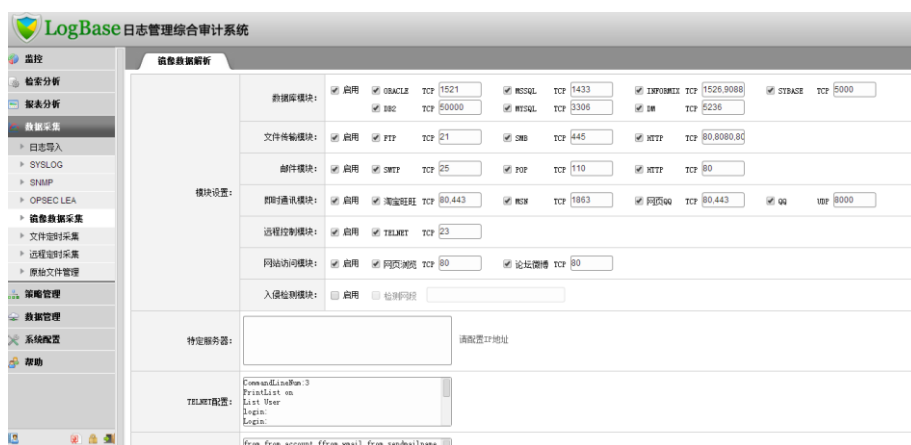 LogBase 日志管理综合审计系统
监控
检索分析
报表分析
数据采集
日志导入
SYSLOG
SNMP
OPSEC LEA
镜像数据采集
文件定时采集
远程定时采集
原始文件管理
策略管理
数据管理
系统配置
帮助
镜像数据解析
模块设置：
数据库模块： 启用 ORACLE TCP 1521 MSSQL TCP 1433 INFORMIX TCP 1526,9088 SYBASE TCP 5000
DB2 TCP 50000 MYSQL TCP 3306 DM TCP 5236
文件传输模块： 启用 FTP TCP 21 SMB TCP 445 HTTP TCP 80,8080,80
邮件模块： 启用 SMTP TCP 25 POP TCP 110 HTTP TCP 80
即时通讯模块： 启用 淘宝旺旺 TCP 80,443 MSN TCP 1863 网页QQ TCP 80,443 QQ UDP 8000
远程控制模块： 启用 TELNET TCP 23
网站访问模块： 启用 网页浏览 TCP 80 论坛微博 TCP 80
入侵检测模块： 启用 检测网段
特定服务器： 请配置IP地址
TELNET配置：
CommandLineNum:3
PrintList on
List User
login:
Login:
from,from_account,ffrom,xmail_from,sendmailname